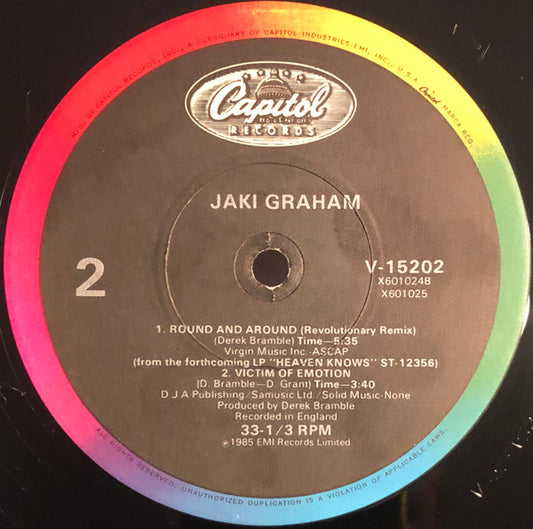 MFG. BY CAPITOL RECORDS, INC., A SUBSIDIARY OF CAPITOL INDUSTRIES-EMI, INC., U.S.A. Capitol MARCA REG.
Capitol
RECORDS
JAKI GRAHAM
2
V-15202
X601024B
X601025
1. ROUND AND AROUND (Revolutionary Remix)
(Derek Bramble) Time—5:35
Virgin Music Inc.-ASCAP
(from the forthcoming LP "HEAVEN KNOWS" ST-12356)
2. VICTIM OF EMOTION
(D. Bramble—D. Grant) Time—3:40
D J A Publishing/Samusic Ltd./Solid Music-None
Produced by Derek Bramble
Recorded in England
33-1/3 RPM
℗1985 EMI Records Limited
ALL RIGHTS RESERVED. UNAUTHORIZED DUPLICATION IS A VIOLATION OF APPLICABLE LAWS.